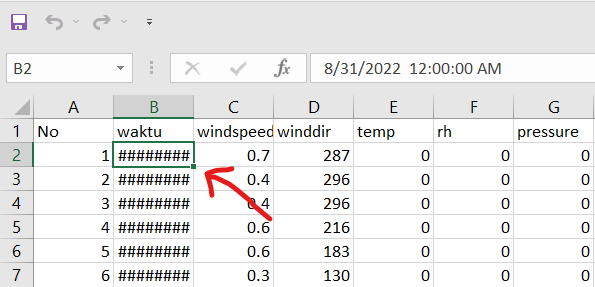 B2 fx 8/31/2022 12:00:00 AM
A B C D E F G
1 No waktu windspeed winddir temp rh pressure
2 1 ######## 0.7 287 0 0 0
3 2 ######## 0.4 296 0 0 0
4 3 ######## 0.4 296 0 0 0
5 4 ######## 0.6 216 0 0 0
6 5 ######## 0.6 183 0 0 0
7 6 ######## 0.3 130 0 0 0